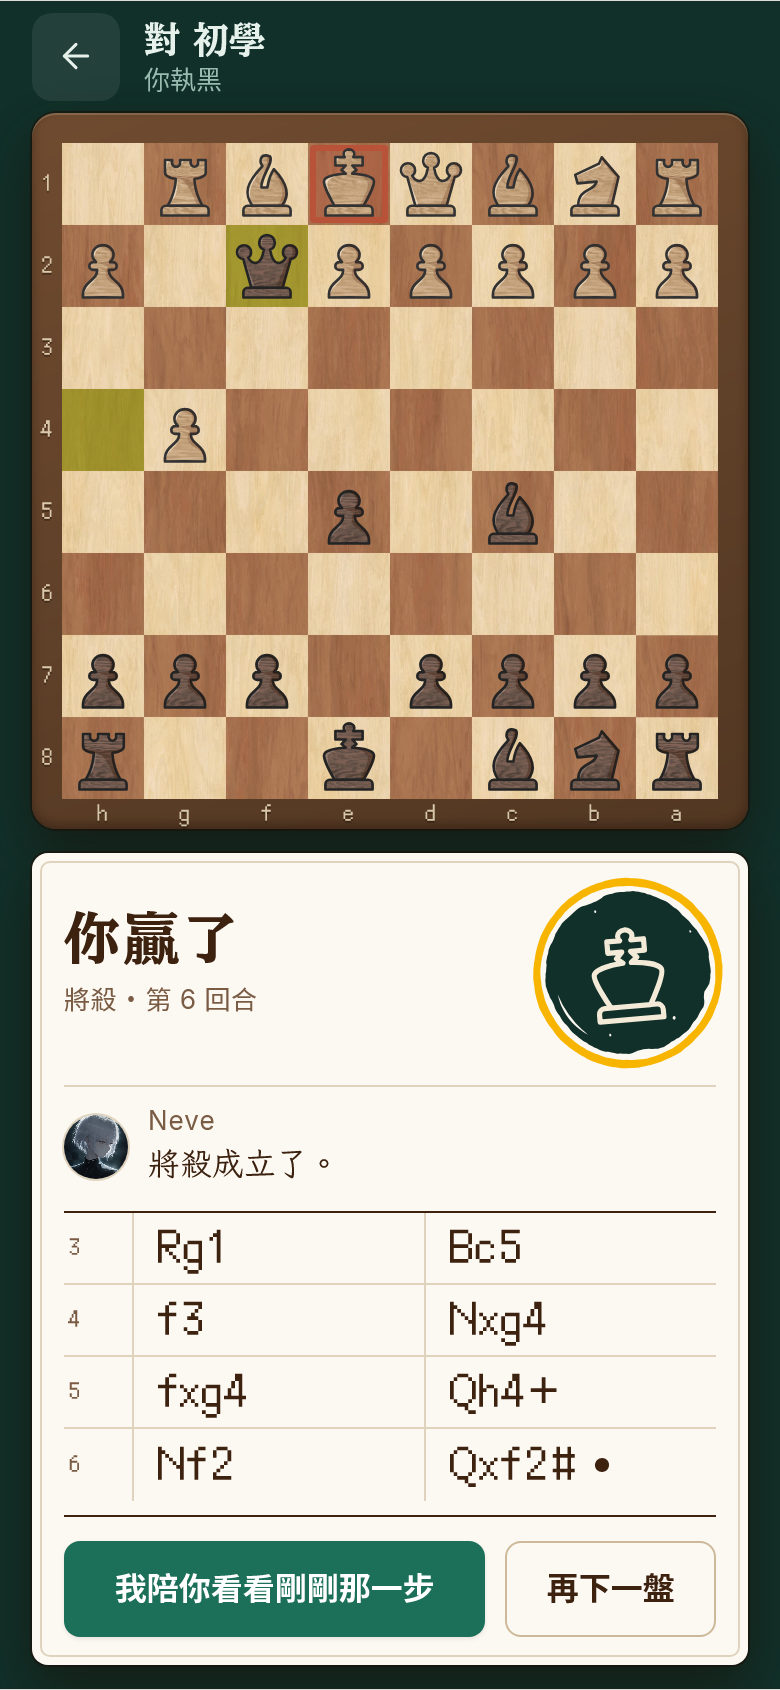 對 初學
你執黑
1
2
3
4
5
6
7
8
h g f e d c b a
你贏了
將殺・第 6 回合
Neve
將殺成立了。
3 Rg1 Bc5
4 f3 Nxg4
5 fxg4 Qh4+
6 Nf2 Qxf2# •
我陪你看看剛剛那一步
再下一盤